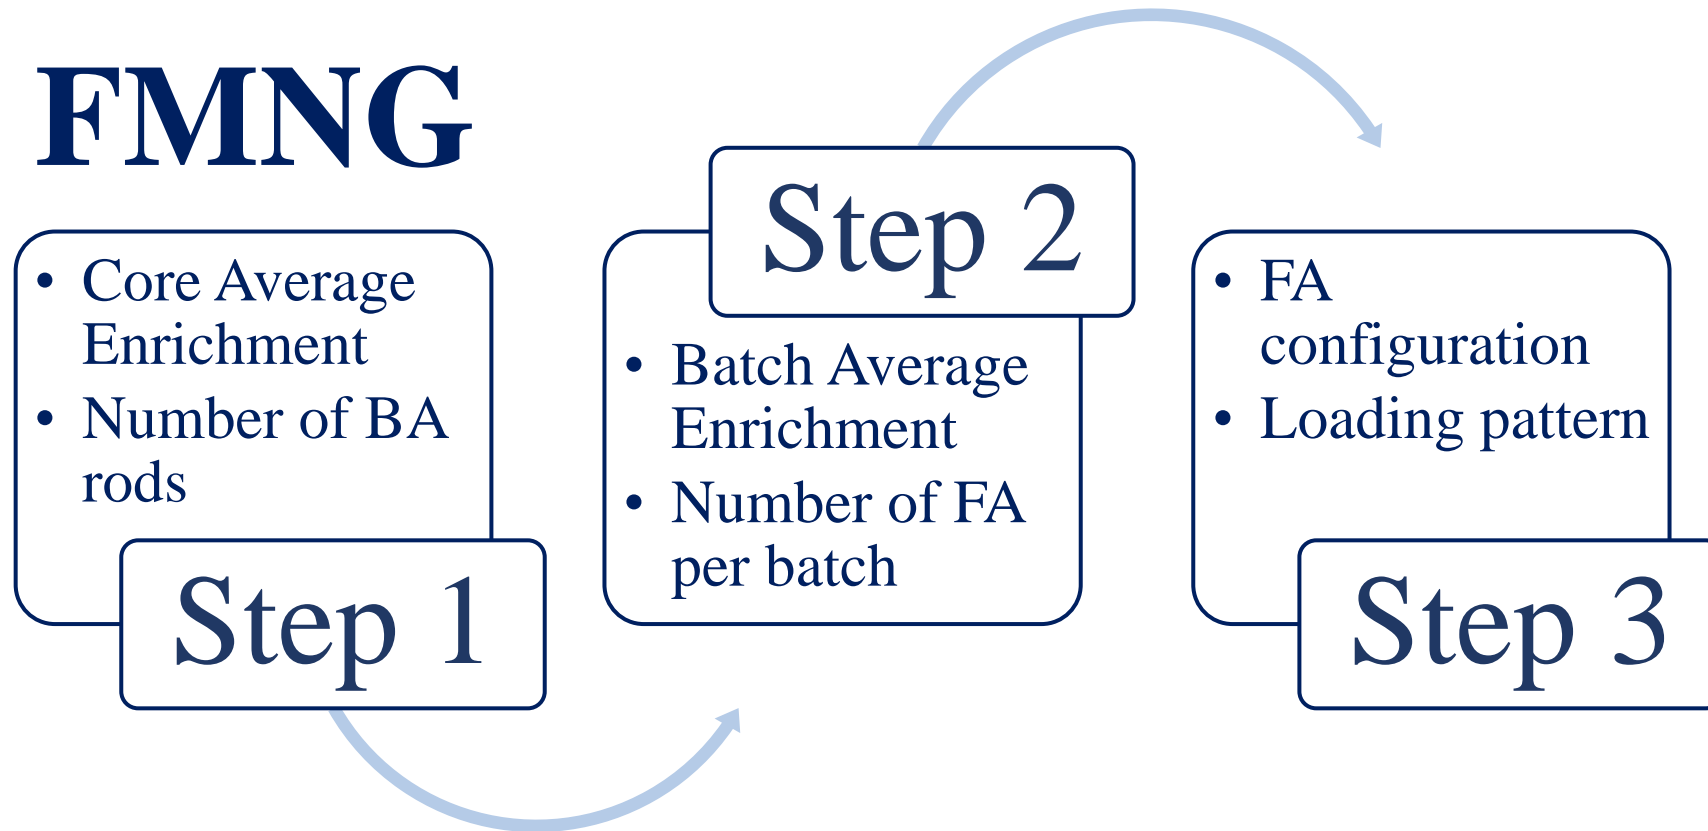 FMNG
• Core Average
Enrichment
• Number of BA
rods
Step 1
Step 2
• Batch Average
Enrichment
• Number of FA
per batch
• FA
configuration
• Loading pattern
Step 3